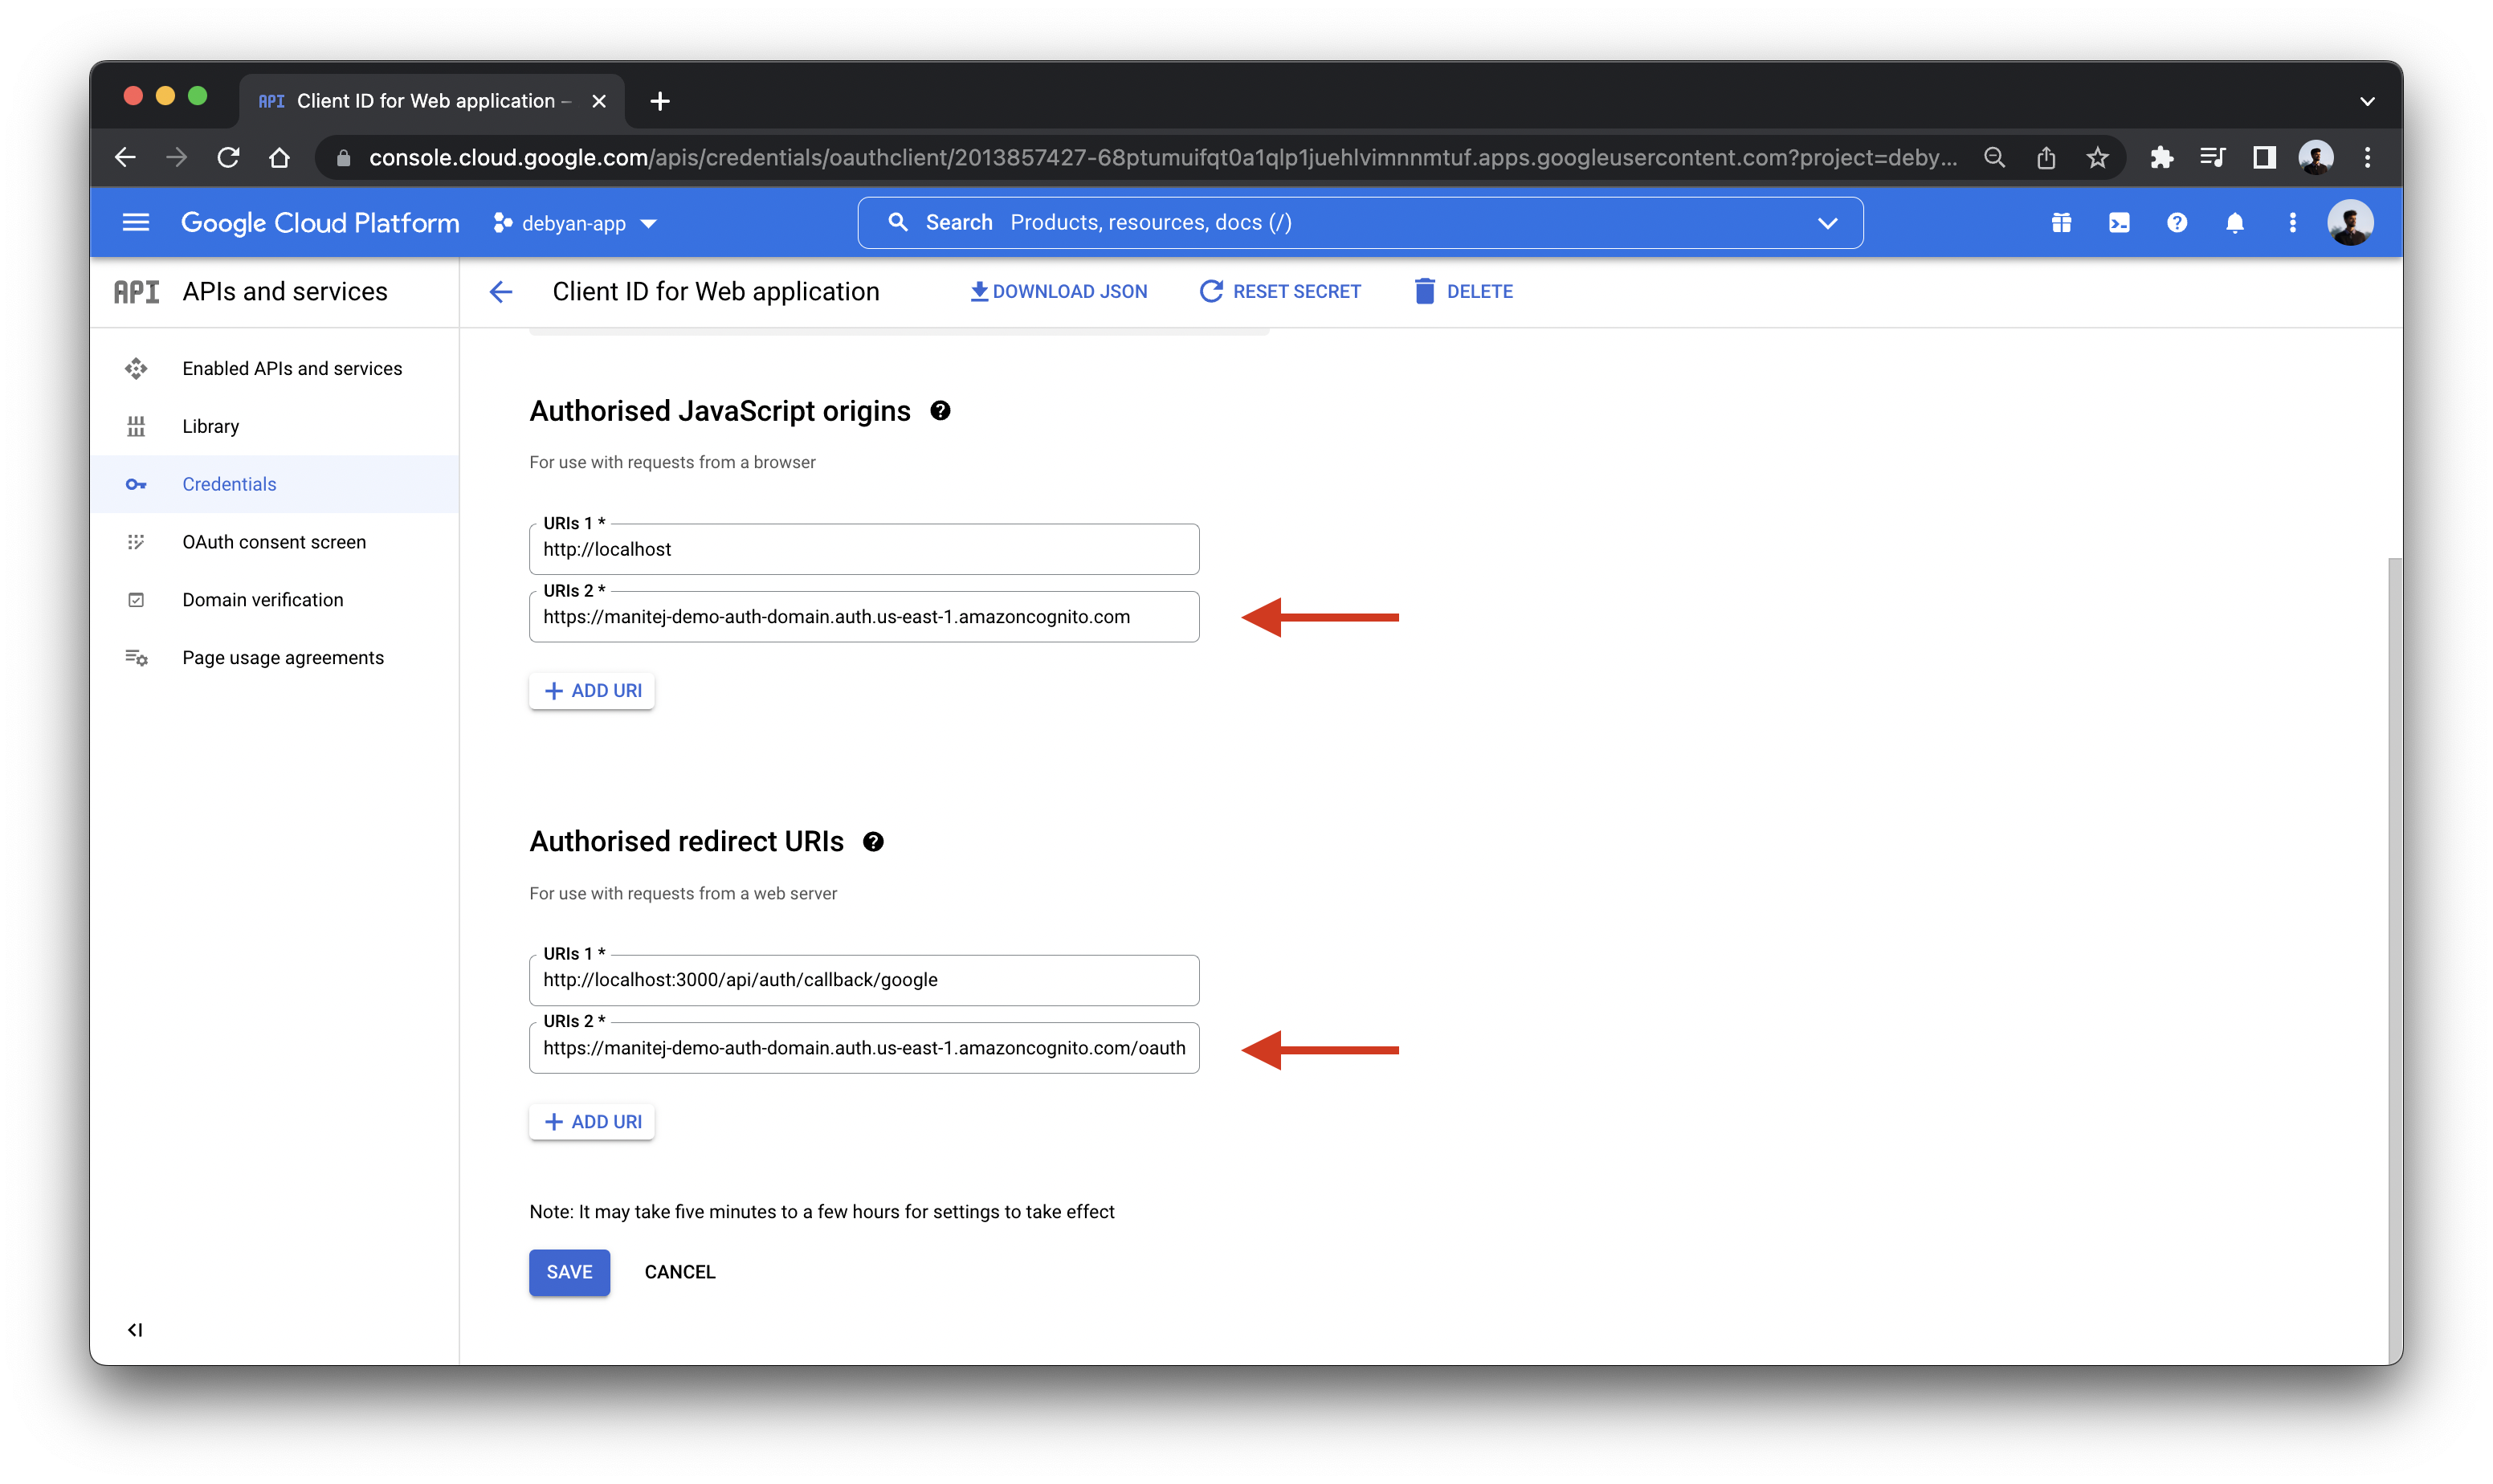 API Client ID for Web application –
console.cloud.google.com/apis/credentials/oauthclient/2013857427-68ptumuifqt0a1qlp1juehlvimnnmtuf.apps.googleusercontent.com?project=deby...
Google Cloud Platform debyan-app Search Products, resources, docs (/)
API APIs and services
Client ID for Web application DOWNLOAD JSON RESET SECRET DELETE
Enabled APIs and services
Library
Credentials
OAuth consent screen
Domain verification
Page usage agreements
Authorised JavaScript origins
For use with requests from a browser
URIs 1 *
http://localhost
URIs 2 *
https://manitej-demo-auth-domain.auth.us-east-1.amazoncognito.com
ADD URI
Authorised redirect URIs
For use with requests from a web server
URIs 1 *
http://localhost:3000/api/auth/callback/google
URIs 2 *
https://manitej-demo-auth-domain.auth.us-east-1.amazoncognito.com/oauth
ADD URI
Note: It may take five minutes to a few hours for settings to take effect
SAVE CANCEL